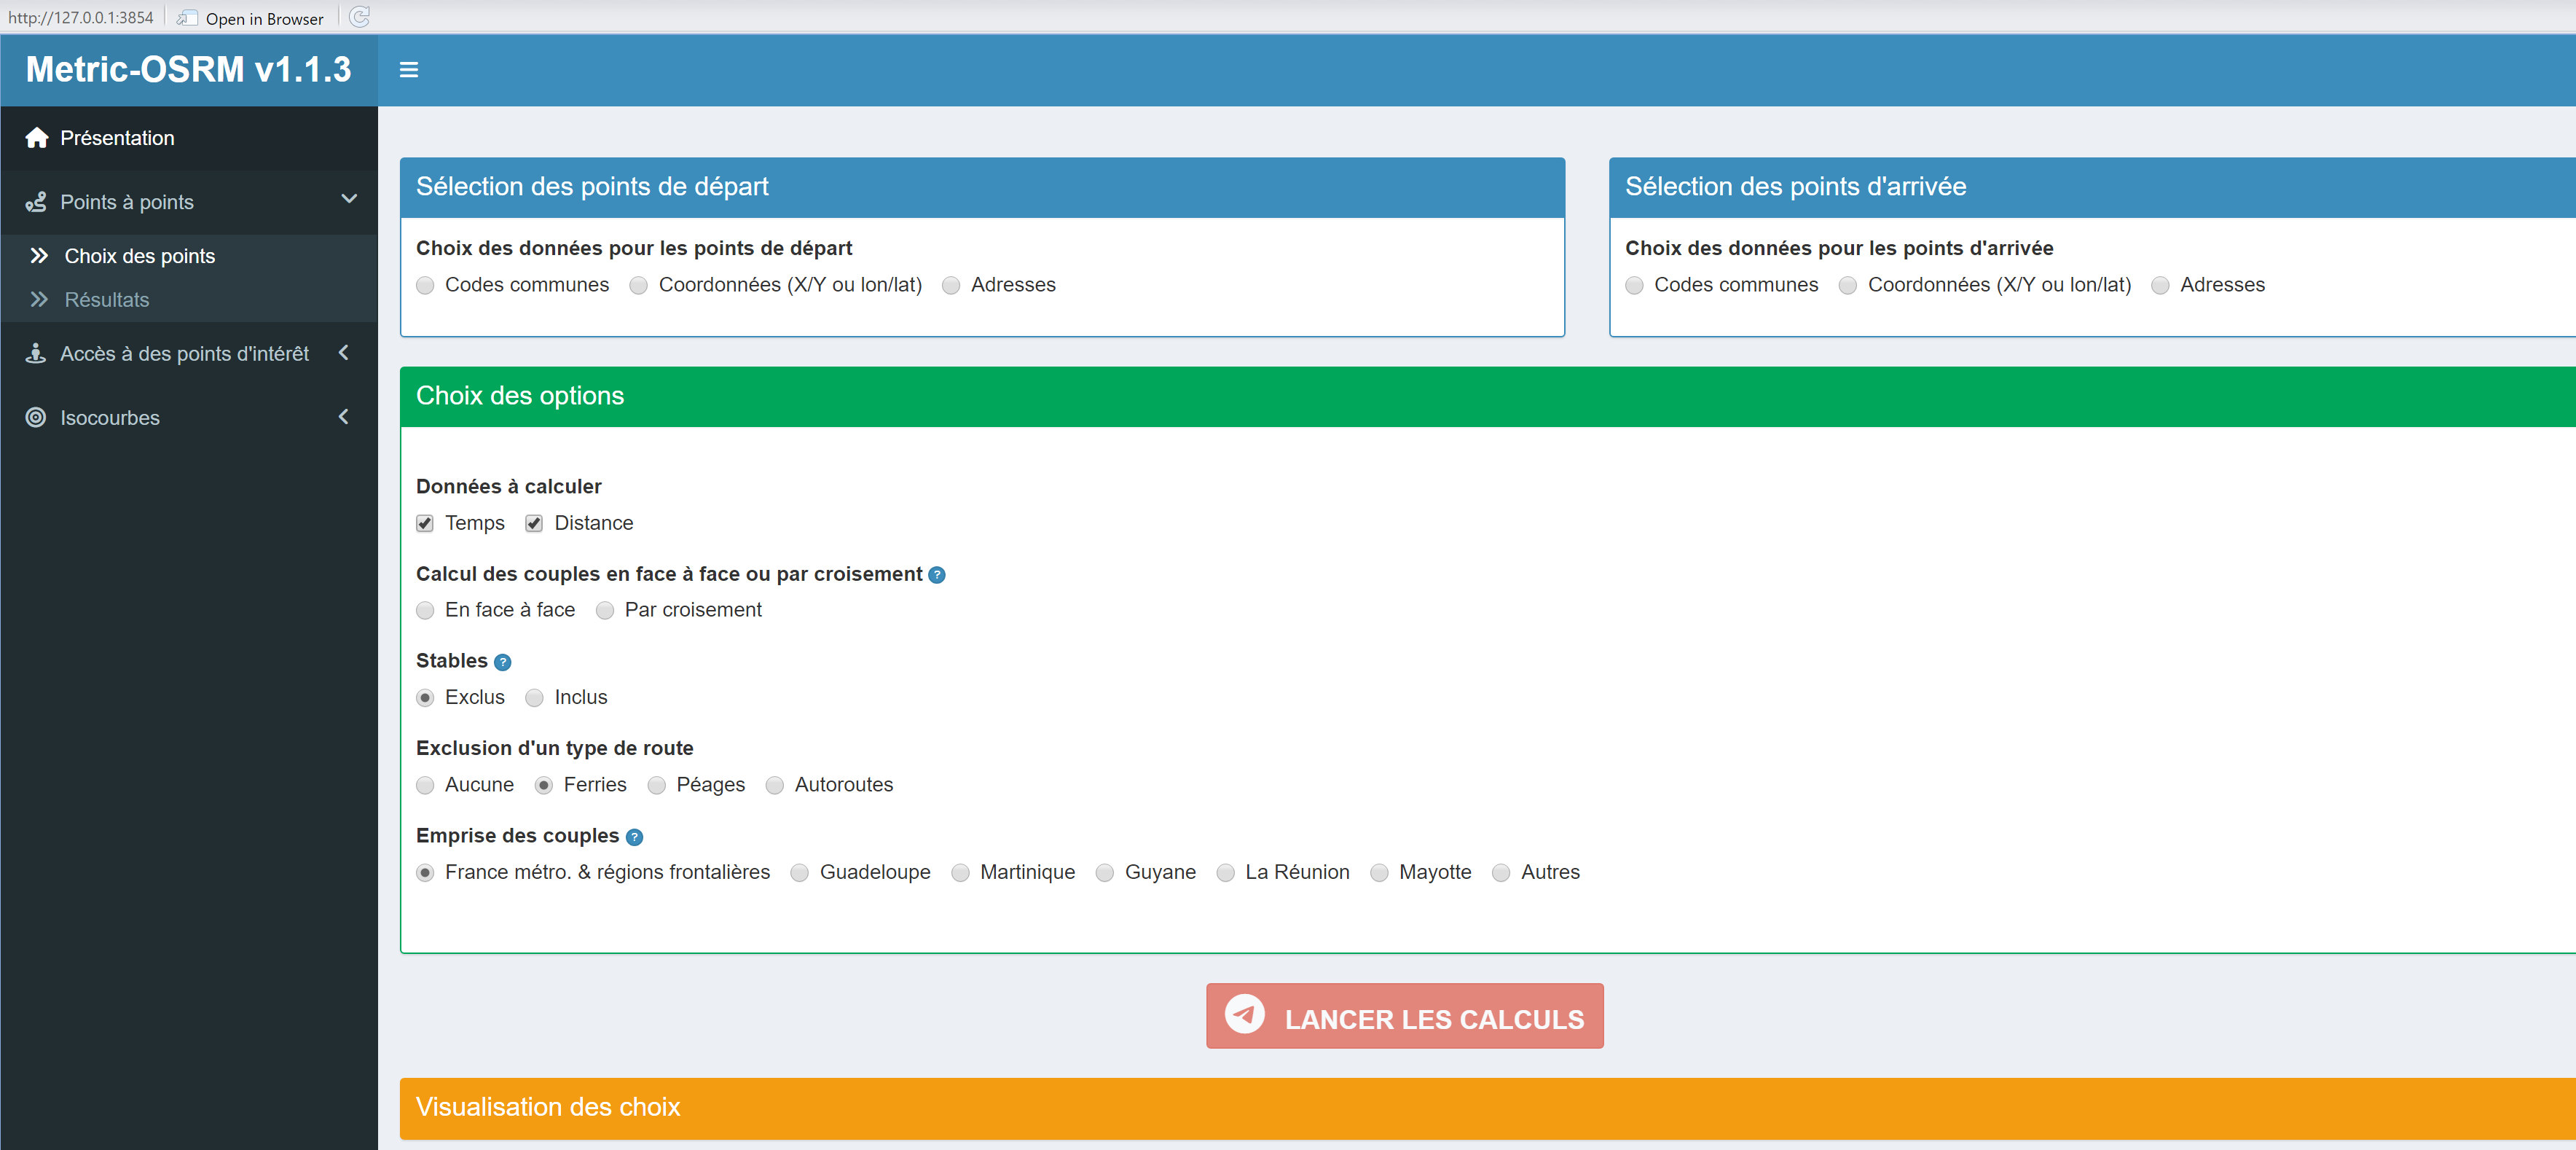 http://127.0.0.1:3854 Open in Browser
Metric-OSRM v1.1.3
Présentation
Points à points
Choix des points
Résultats
Accès à des points d'intérêt
Isocourbes
Sélection des points de départ
Choix des données pour les points de départ
Codes communes Coordonnées (X/Y ou lon/lat) Adresses
Sélection des points d'arrivée
Choix des données pour les points d'arrivée
Codes communes Coordonnées (X/Y ou lon/lat) Adresses
Choix des options
Données à calculer
Temps Distance
Calcul des couples en face à face ou par croisement ?
En face à face Par croisement
Stables ?
Exclus Inclus
Exclusion d'un type de route
Aucune Ferries Péages Autoroutes
Emprise des couples ?
France métro. & régions frontalières Guadeloupe Martinique Guyane La Réunion Mayotte Autres
LANCER LES CALCULS
Visualisation des choix